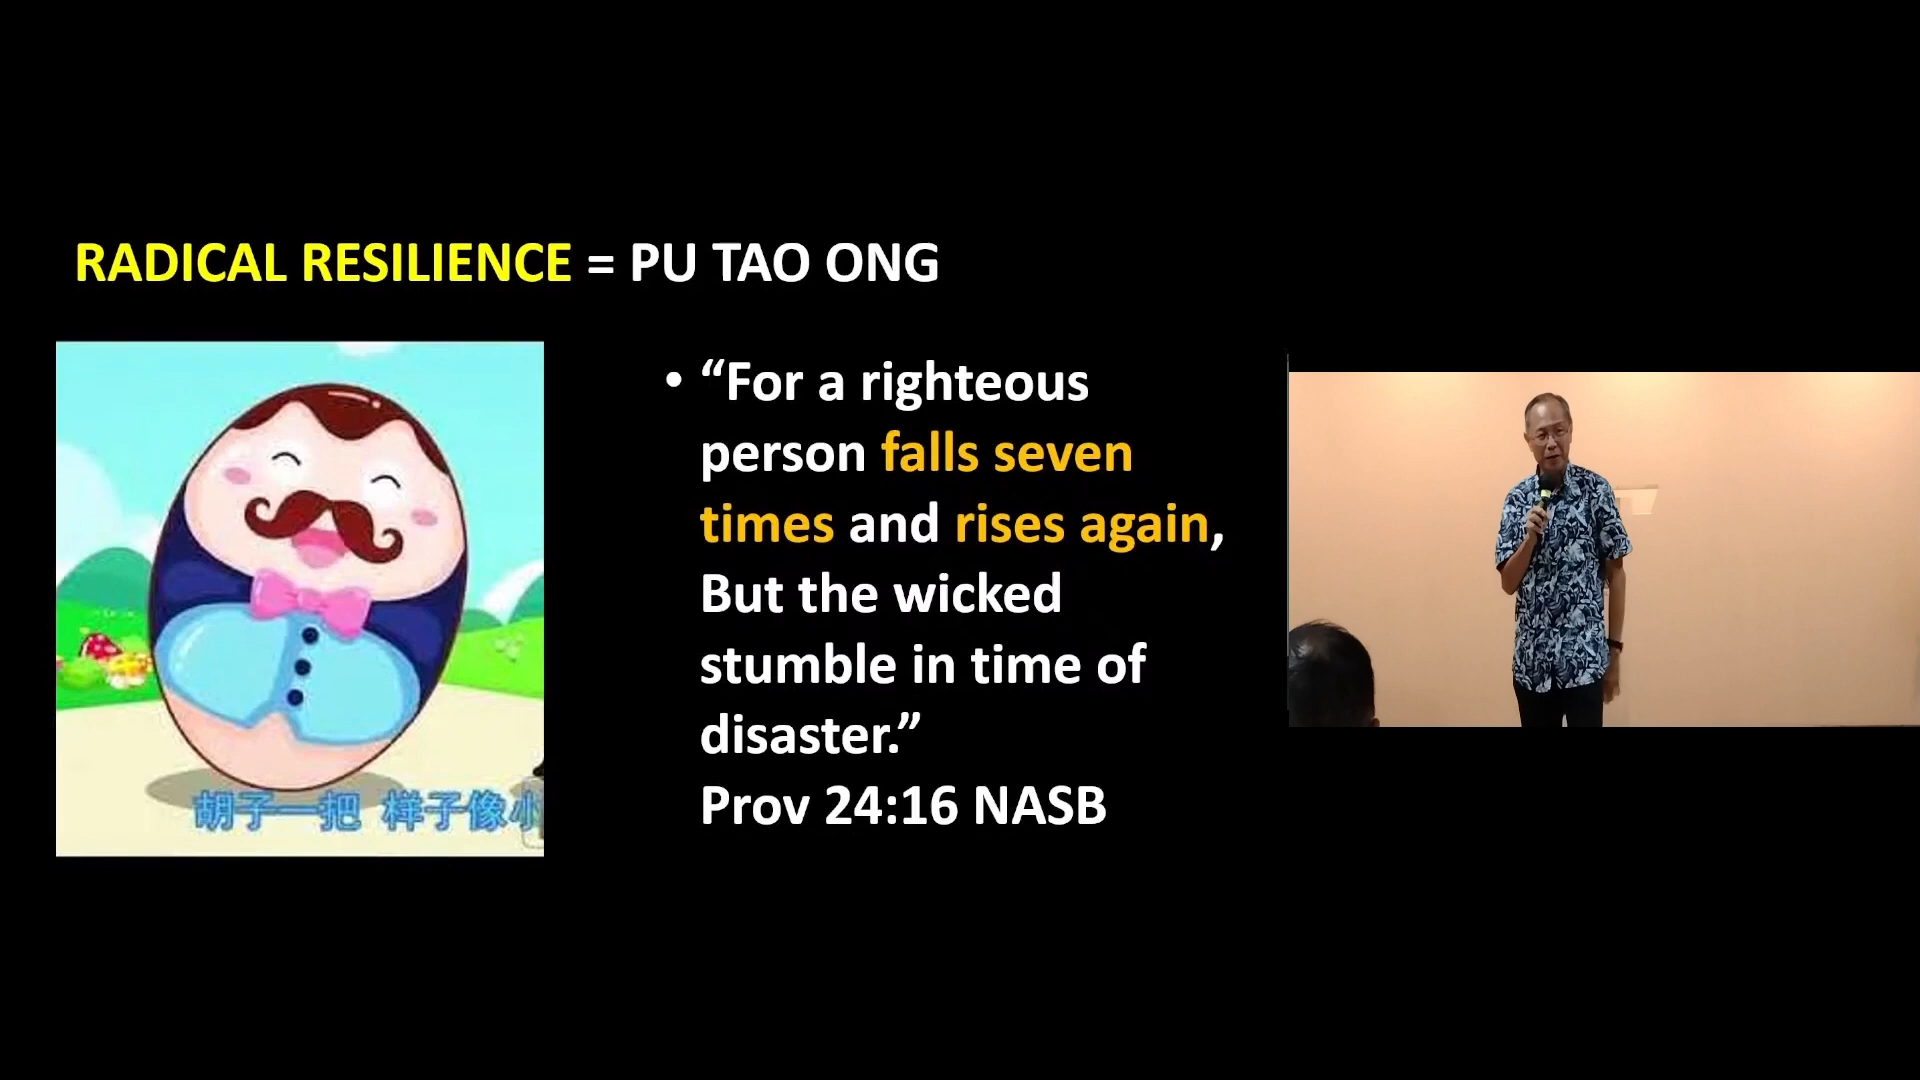 RADICAL RESILIENCE = PU TAO ONG
• “For a righteous
person falls seven
times and rises again,
But the wicked
stumble in time of
disaster.”
Prov 24:16 NASB
胡子一把 样子像小